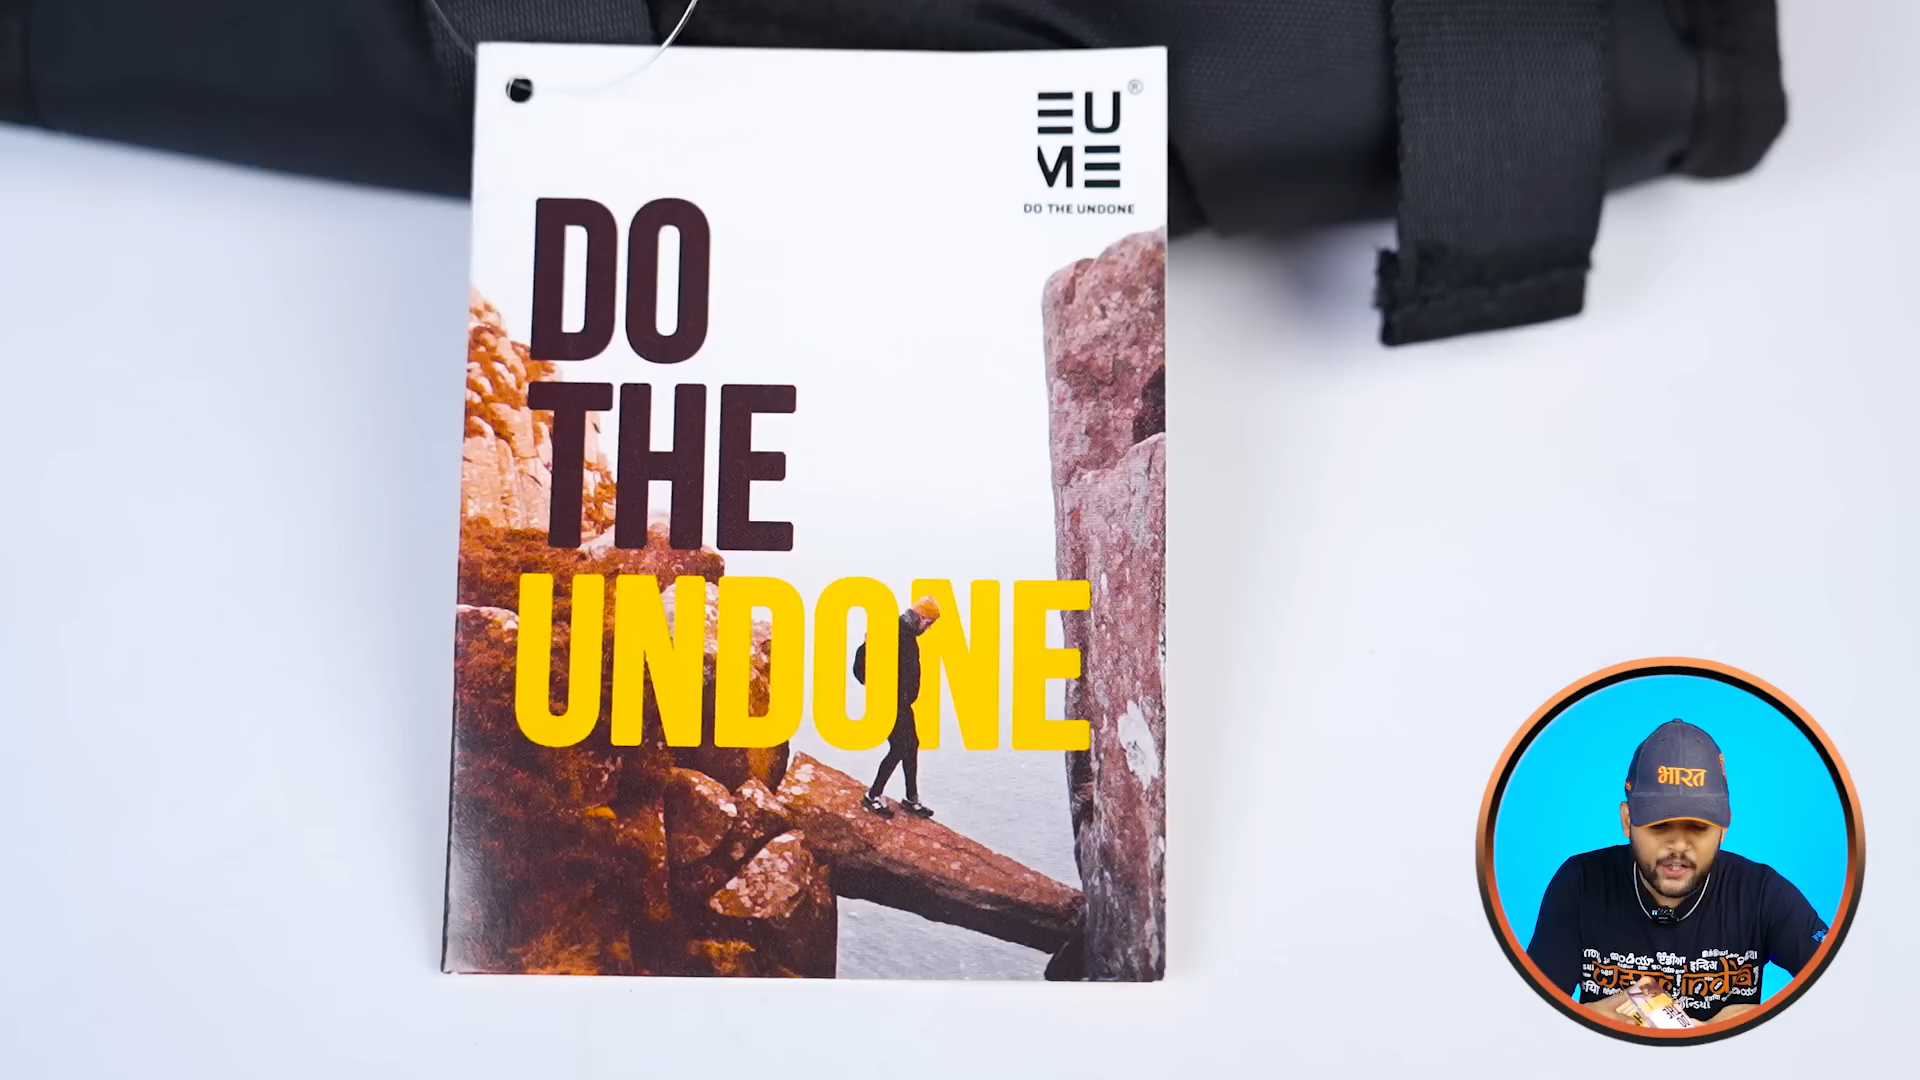 EU®
ME
DO THE UNDONE
DO
THE
UNDONE
भारत